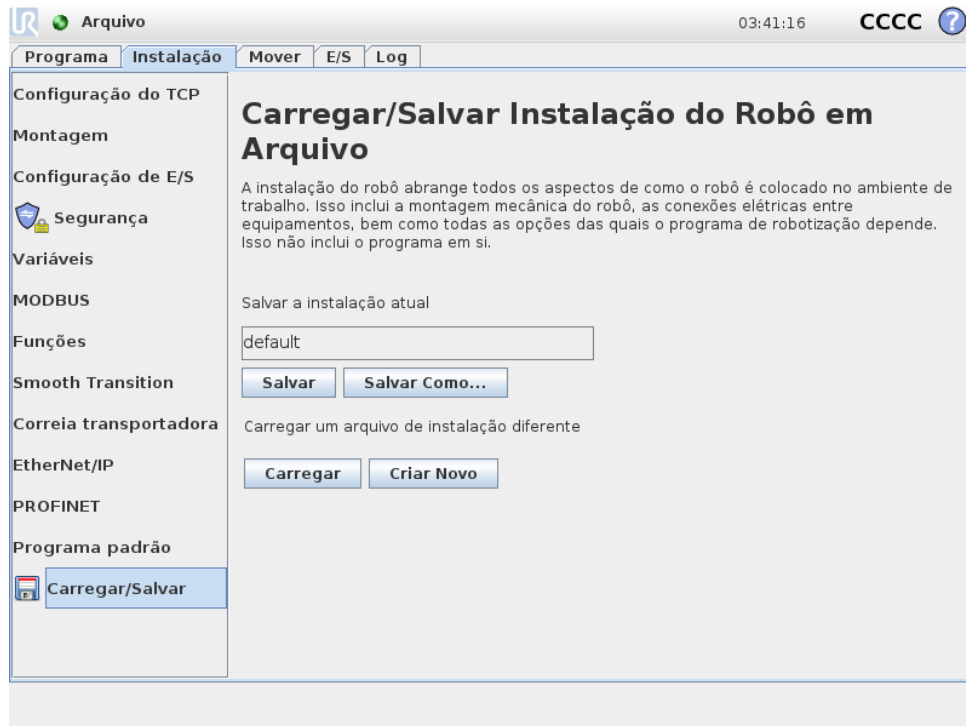 UR Arquivo 03:41:16 CCCC ?
Programa Instalação Mover E/S Log
Configuração do TCP
Montagem
Configuração de E/S
Segurança
Variáveis
MODBUS
Funções
Smooth Transition
Correia transportadora
EtherNet/IP
PROFINET
Programa padrão
Carregar/Salvar
Carregar/Salvar Instalação do Robô em
Arquivo
A instalação do robô abrange todos os aspectos de como o robô é colocado no ambiente de
trabalho. Isso inclui a montagem mecânica do robô, as conexões elétricas entre
equipamentos, bem como todas as opções das quais o programa de robotização depende.
Isso não inclui o programa em si.
Salvar a instalação atual
default
Salvar Salvar Como...
Carregar um arquivo de instalação diferente
Carregar Criar Novo